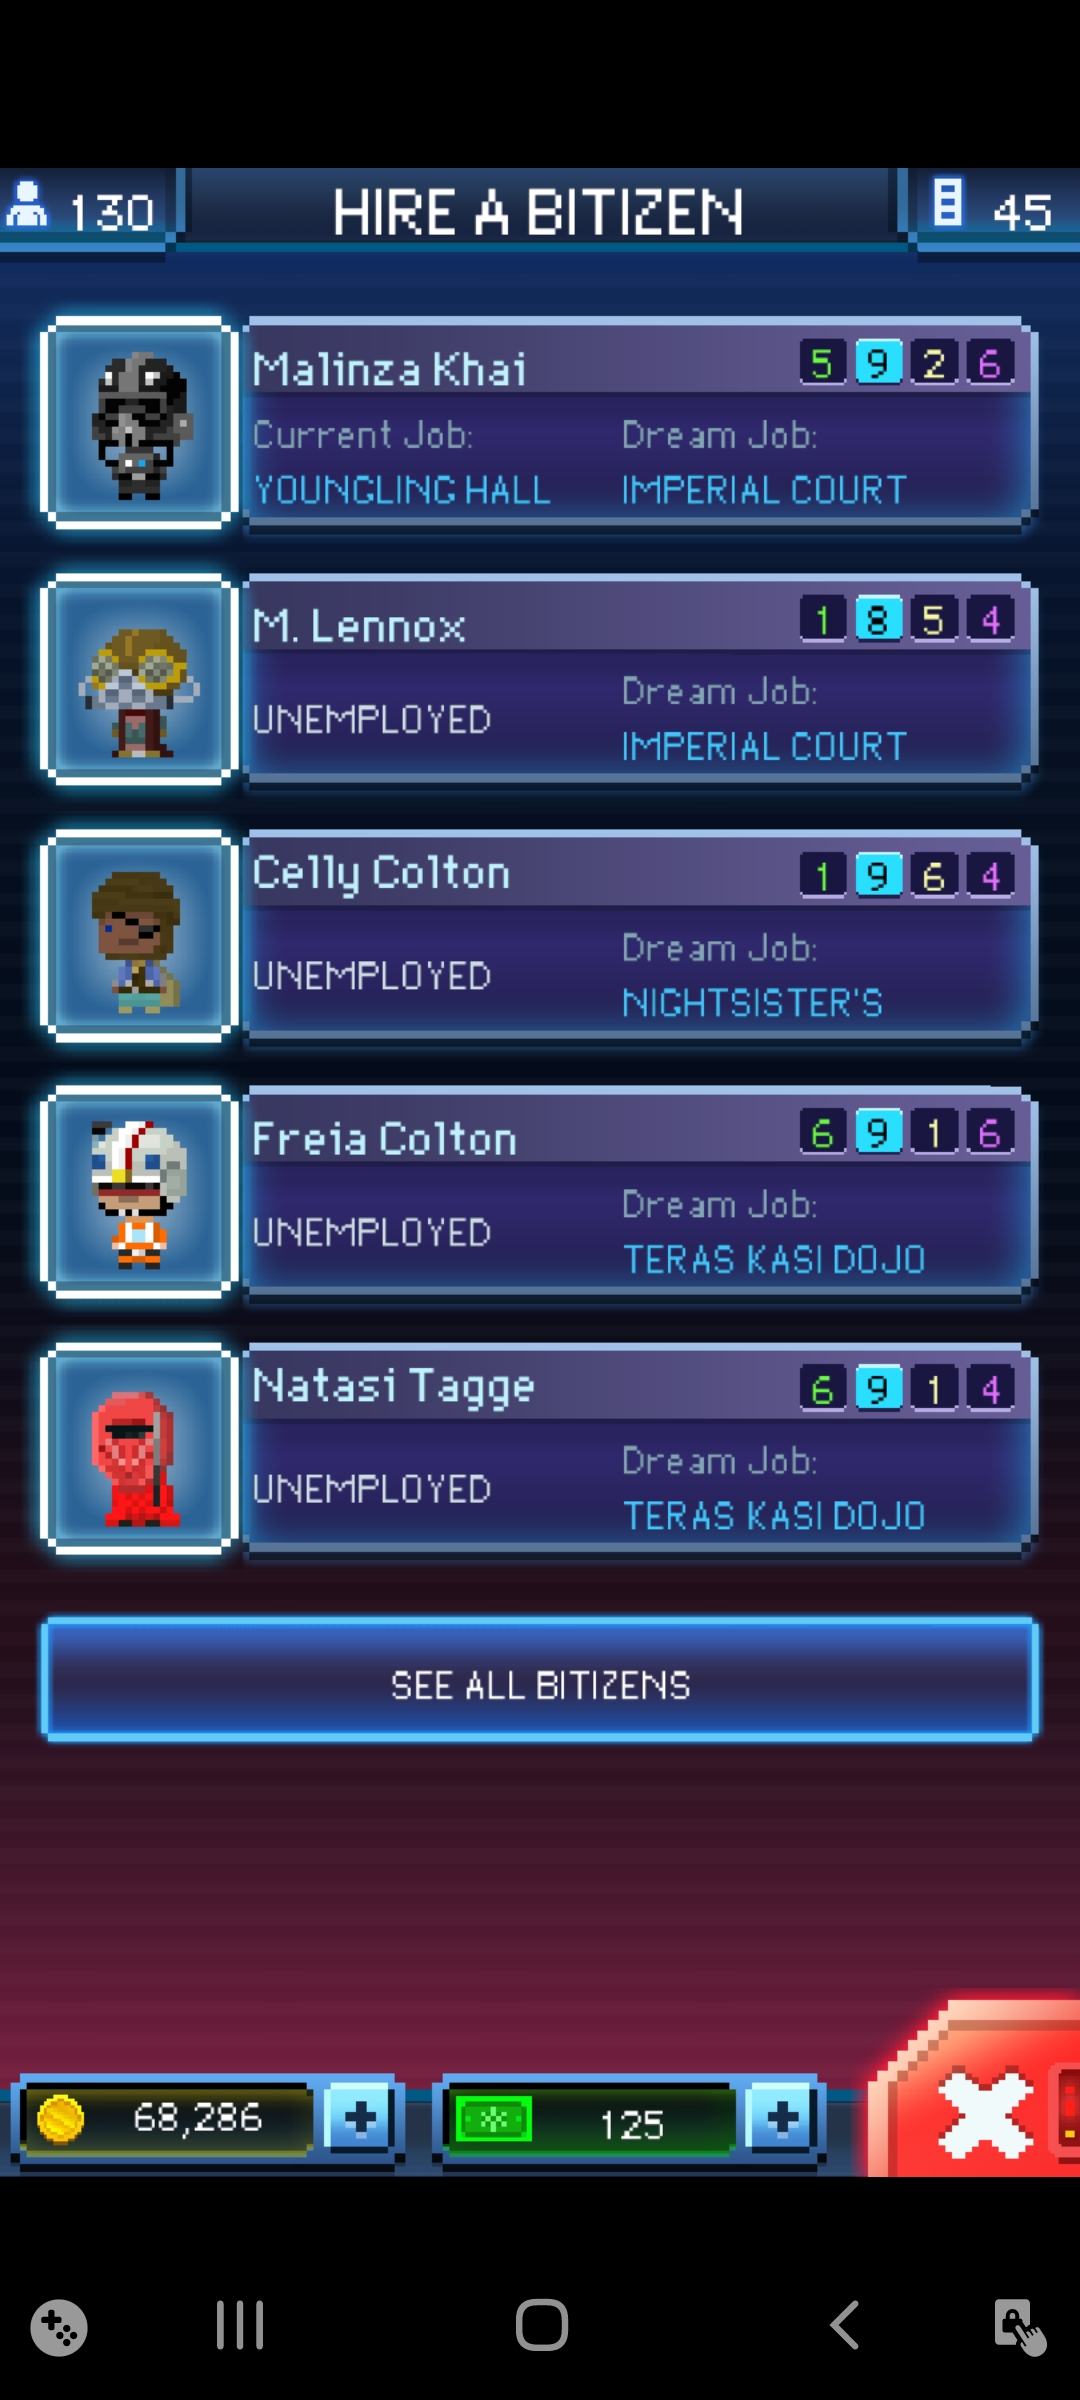 130 HIRE A BITIZEN 45
Malinza Khai 5 9 2 6
Current Job: Dream Job:
YOUNGLING HALL IMPERIAL COURT
M. Lennox 1 8 5 4
Dream Job:
UNEMPLOYED
IMPERIAL COURT
Celly Colton 1 9 6 4
Dream Job:
UNEMPLOYED
NIGHTSISTER'S
Freia Colton 6 9 1 6
Dream Job:
UNEMPLOYED
TERAS KASI DOJO
Natasi Tagge 6 9 1 4
Dream Job:
UNEMPLOYED
TERAS KASI DOJO
SEE ALL BITIZENS
68,286 125